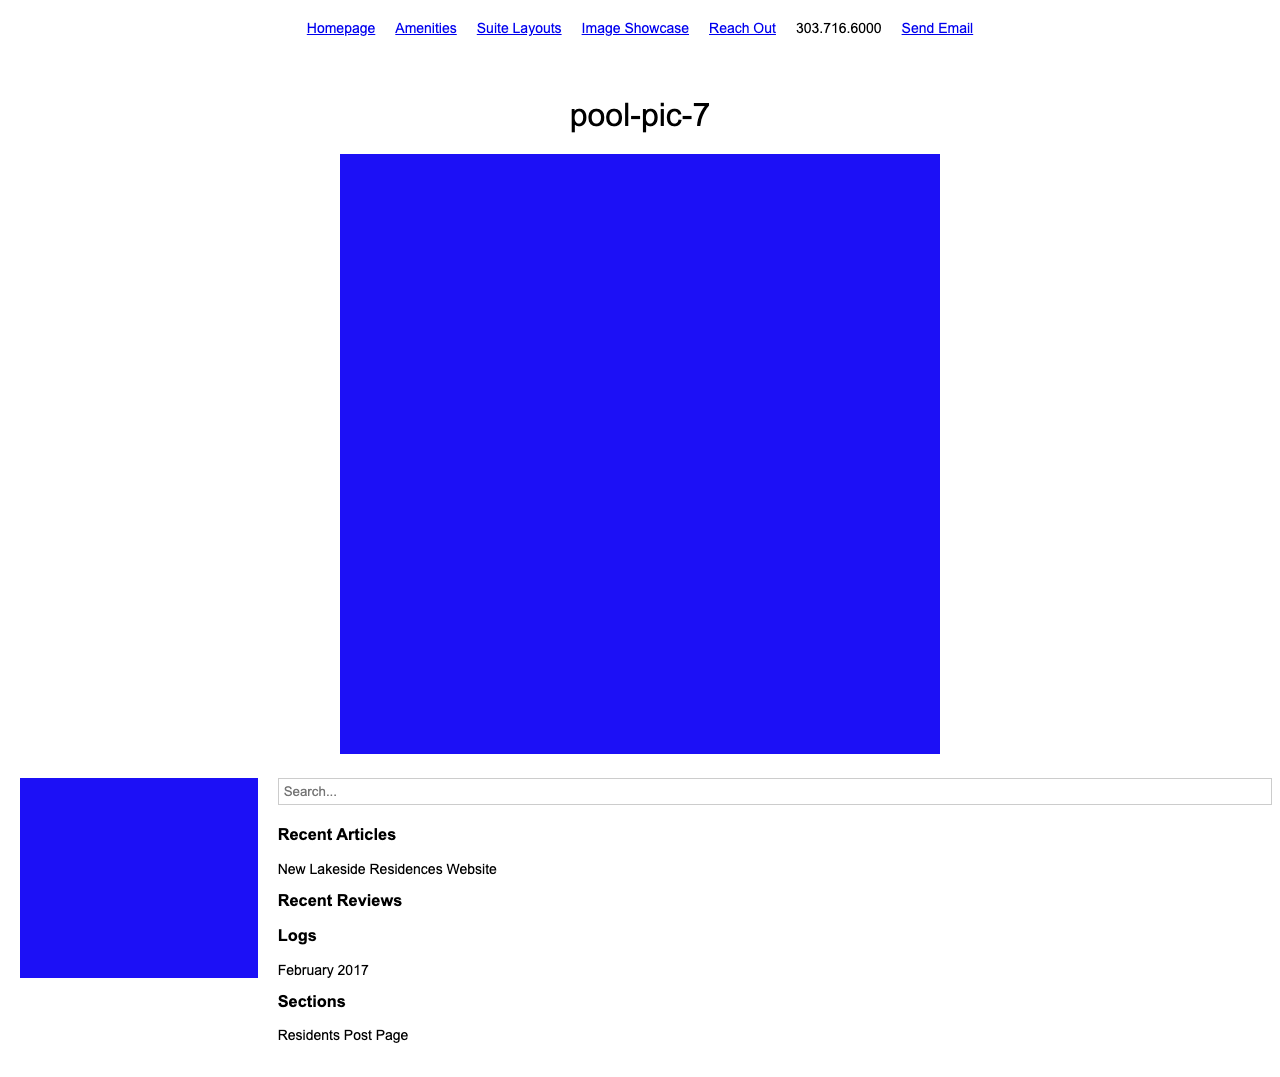 Homepage Amenities Suite Layouts Image Showcase Reach Out 303.716.6000 Send Email
pool-pic-7
Search...
Recent Articles
New Lakeside Residences Website
Recent Reviews
Logs
February 2017
Sections
Residents Post Page